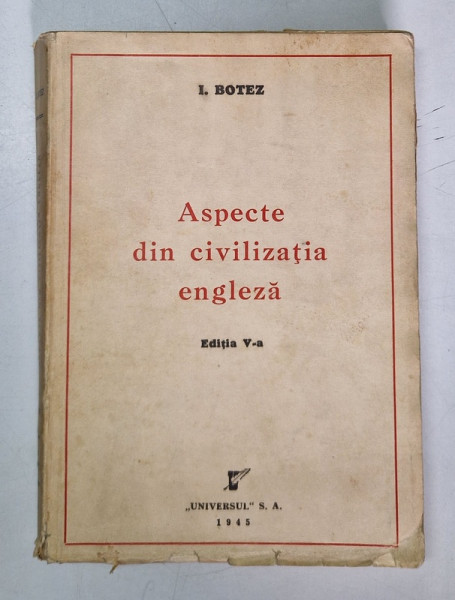 I. BOTEZ
Aspecte
din civilizaţia
engleză
Ediţia V-a
„UNIVERSUL" S. A.
1945